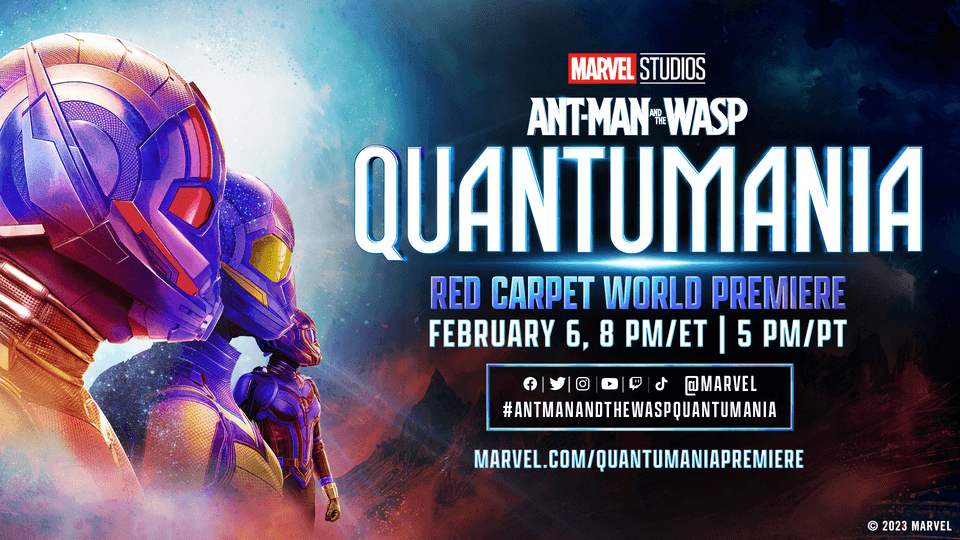 MARVEL STUDIOS
ANT-MAN AND THE WASP
QUANTUMANIA
RED CARPET WORLD PREMIERE
FEBRUARY 6, 8 PM/ET | 5 PM/PT
@MARVEL
#ANTMANANDTHEWASPQUANTUMANIA
MARVEL.COM/QUANTUMANIAPREMIERE
© 2023 MARVEL